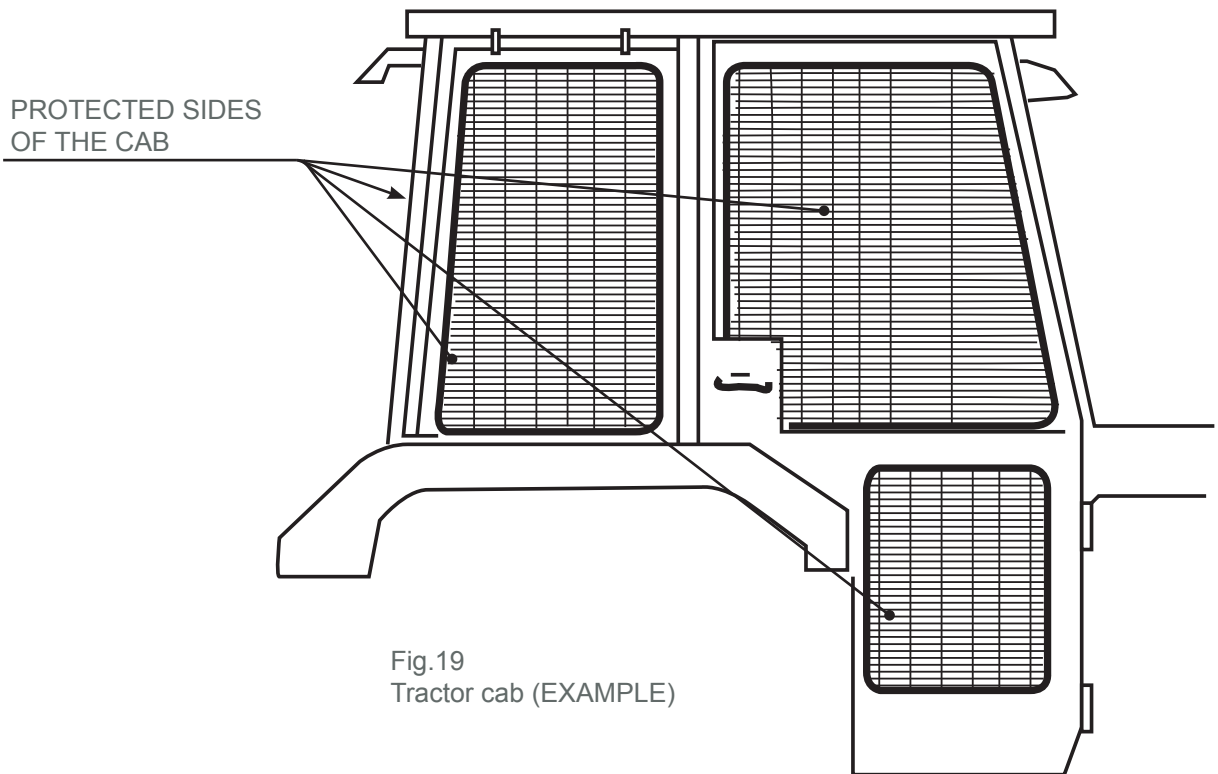 PROTECTED SIDES
OF THE CAB
Fig.19
Tractor cab (EXAMPLE)